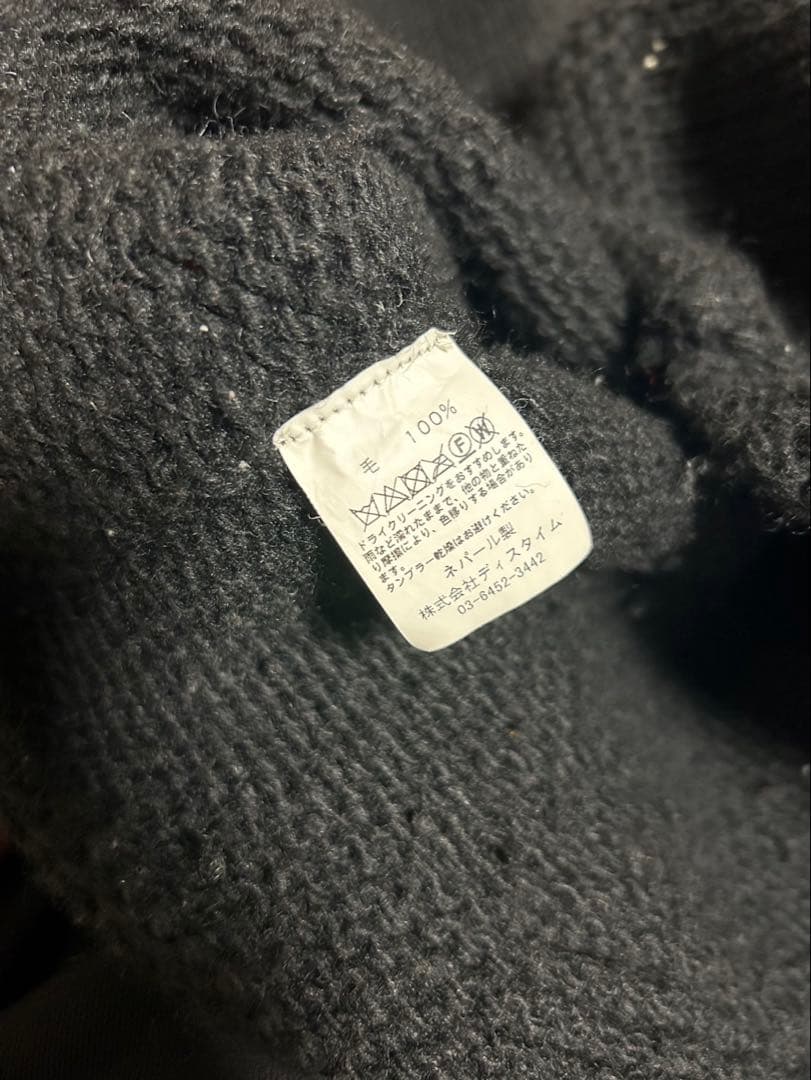 毛 100%
F W
ドライクリーニングをおすすめします。
雨など濡れたままで、他の物と重ねた
り摩擦により、色移りする場合があり
ます。
タンブラー乾燥はお避けください。
ネパール製
株式会社ディスタイム
03-6452-3442